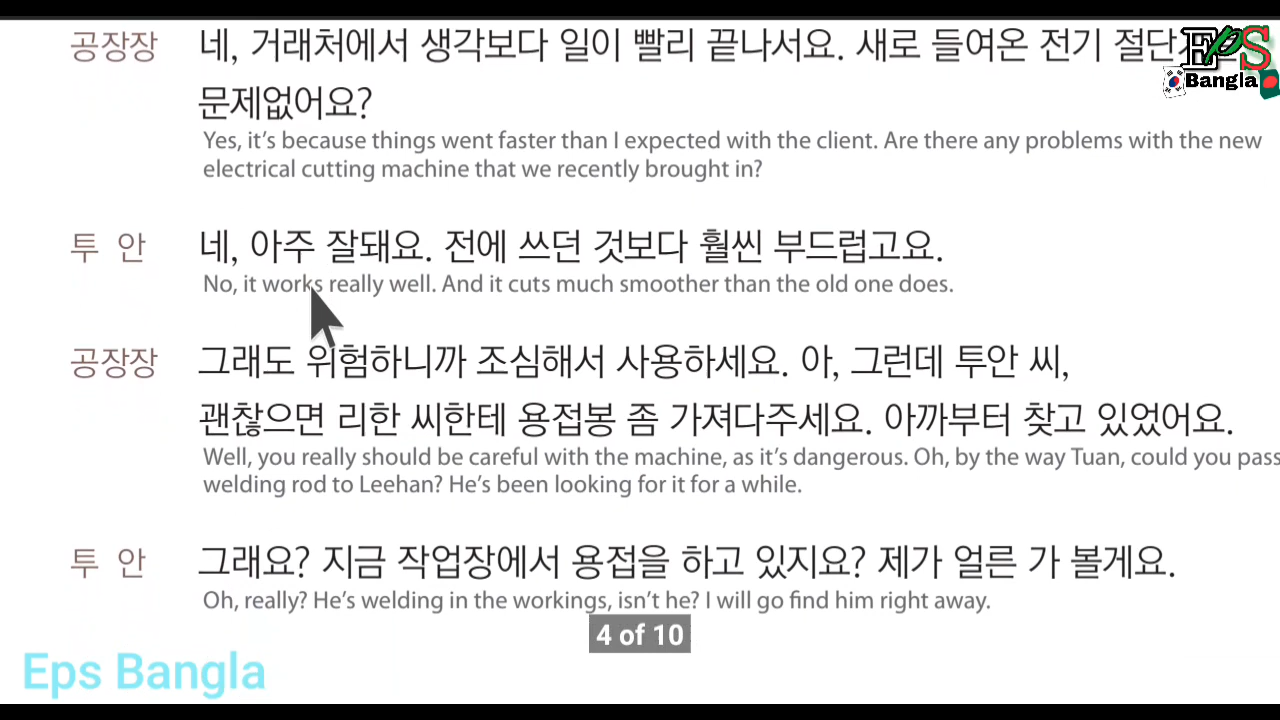 공장장 네, 거래처에서 생각보다 일이 빨리 끝나서요. 새로 들여온 전기 절단
EPS
Bangla
문제없어요?
Yes, it's because things went faster than I expected with the client. Are there any problems with the new
electrical cutting machine that we recently brought in?
투 안 네, 아주 잘돼요. 전에 쓰던 것보다 훨씬 부드럽고요.
No, it works really well. And it cuts much smoother than the old one does.
공장장 그래도 위험하니까 조심해서 사용하세요. 아, 그런데 투안 씨,
괜찮으면 리한 씨한테 용접봉 좀 가져다주세요. 아까부터 찾고 있었어요.
Well, you really should be careful with the machine, as it's dangerous. Oh, by the way Tuan, could you pass
welding rod to Leehan? He's been looking for it for a while.
투 안 그래요? 지금 작업장에서 용접을 하고 있지요? 제가 얼른 가 볼게요.
Oh, really? He's welding in the workings, isn't he? I will go find him right away.
4 of 10
Eps Bangla